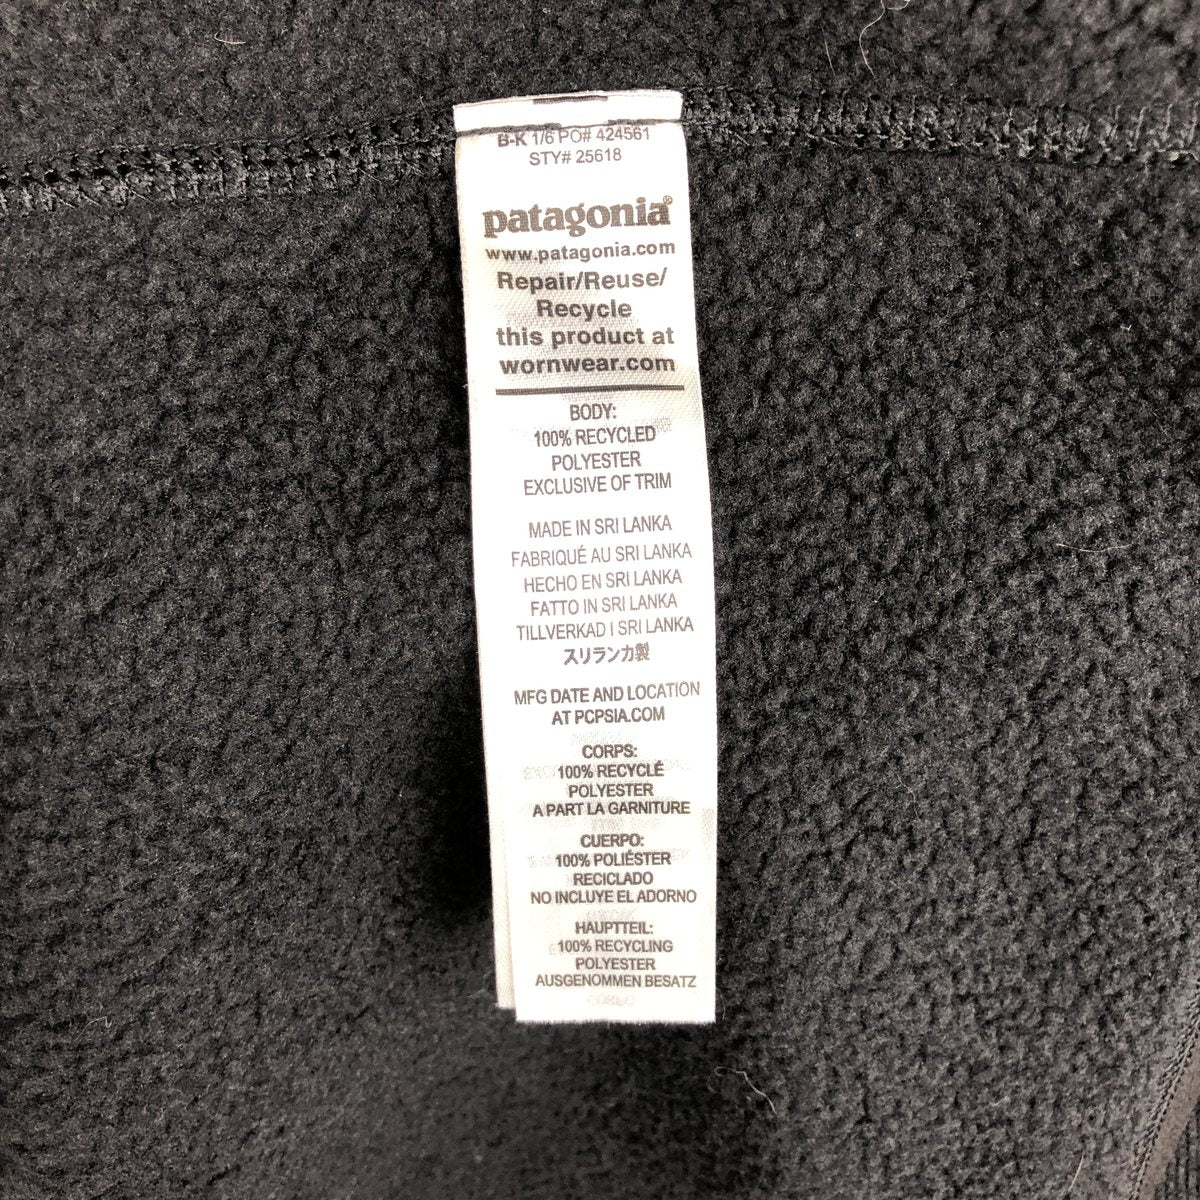 B-K 1/6 PO# 424561
STY# 25618
patagonia®
www.patagonia.com
Repair/Reuse/
Recycle
this product at
wornwear.com
BODY:
100% RECYCLED
POLYESTER
EXCLUSIVE OF TRIM
MADE IN SRI LANKA
FABRIQUÉ AU SRI LANKA
HECHO EN SRI LANKA
FATTO IN SRI LANKA
TILLVERKAD I SRI LANKA
スリランカ製
MFG DATE AND LOCATION
AT PCPSIA.COM
CORPS:
100% RECYCLÉ
POLYESTER
A PART LA GARNITURE
CUERPO:
100% POLIÉSTER
RECICLADO
NO INCLUYE EL ADORNO
HAUPTTEIL:
100% RECYCLING
POLYESTER
AUSGENOMMEN BESATZ